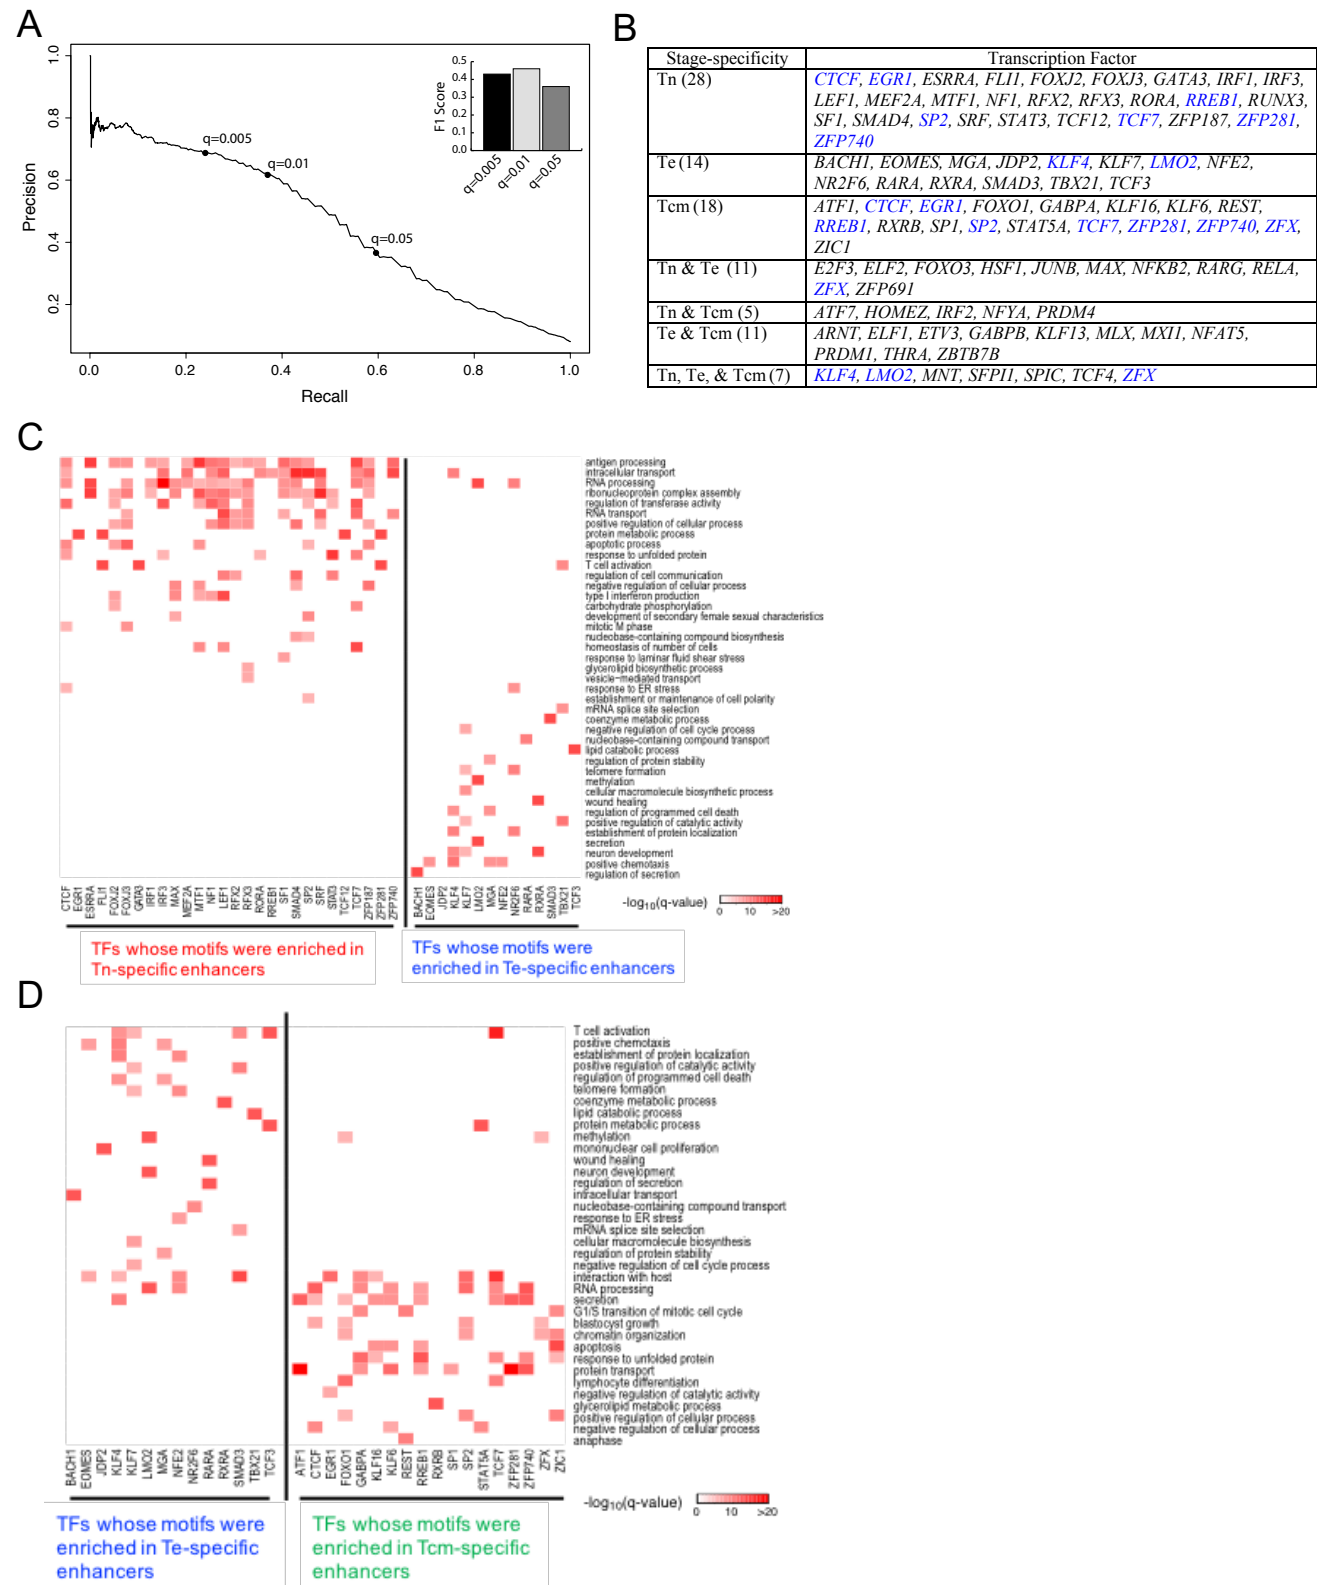 A
B
1.0
0.8
0.6
0.4
0.2
Precision
0.0
0.2
0.4
0.6
0.8
1.0
Recall
q=0.005
q=0.01
q=0.05
F1 Score
0.5
0.4
0.3
0.2
0.1
0.0
q=0.005
q=0.01
q=0.05
Stage-specificity Transcription Factor
Tn (28) CTCF, EGR1, ESRRA, FLI1, FOXJ2, FOXJ3, GATA3, IRF1, IRF3,
LEF1, MEF2A, MTF1, NF1, RFX2, RFX3, RORA, RREB1, RUNX3,
SF1, SMAD4, SP2, SRF, STAT3, TCF12, TCF7, ZFP187, ZFP281,
ZFP740
Te (14) BACH1, EOMES, MGA, JDP2, KLF4, KLF7, LMO2, NFE2,
NR2F6, RARA, RXRA, SMAD3, TBX21, TCF3
Tcm (18) ATF1, CTCF, EGR1, FOXO1, GABPA, KLF16, KLF6, REST,
RREB1, RXRB, SP1, SP2, STAT5A, TCF7, ZFP281, ZFP740, ZFX,
ZIC1
Tn & Te (11) E2F3, ELF2, FOXO3, HSF1, JUNB, MAX, NFKB2, RARG, RELA,
ZFX, ZFP691
Tn & Tcm (5) ATF7, HOMEZ, IRF2, NFYA, PRDM4
Te & Tcm (11) ARNT, ELF1, ETV3, GABPB, KLF13, MLX, MXI1, NFAT5,
PRDM1, THRA, ZBTB7B
Tn, Te, & Tcm (7) KLF4, LMO2, MNT, SFPI1, SPIC, TCF4, ZFX
C
antigen processing
intracellular transport
RNA processing
ribonucleoprotein complex assembly
regulation of transferase activity
RNA transport
positive regulation of cellular process
protein metabolic process
apoptotic process
response to unfolded protein
T cell activation
regulation of cell communication
negative regulation of cellular process
type I interferon production
carbohydrate phosphorylation
development of secondary female sexual characteristics
mitotic M phase
nucleobase-containing compound biosynthesis
homeostasis of number of cells
response to laminar fluid shear stress
glycerolipid biosynthetic process
vesicle-mediated transport
response to ER stress
establishment or maintenance of cell polarity
mRNA splice site selection
coenzyme metabolic process
negative regulation of cell cycle process
nucleobase-containing compound transport
lipid catabolic process
regulation of protein stability
telomere formation
methylation
cellular macromolecule biosynthetic process
wound healing
regulation of programmed cell death
positive regulation of catalytic activity
establishment of protein localization
secretion
neuron development
positive chemotaxis
regulation of secretion
CTCF
EGR1
ESRRA
FLI1
FOXJ2
FOXJ3
GATA3
IRF1
IRF3
MAX
MEF2A
MTF1
NF1
LEF1
RFX2
RFX3
RORA
RREB1
SF1
SMAD4
SP2
SRF
STAT3
TCF12
TCF7
ZFP187
ZFP281
ZFP740
BACH1
EOMES
JDP2
KLF4
KLF7
LMO2
MGA
NFE2
NR2F6
RARA
RXRA
SMAD3
TBX21
TCF3
-log10(q-value)
0 10 >20
TFs whose motifs were enriched in
Tn-specific enhancers
TFs whose motifs were
enriched in Te-specific enhancers
D
T cell activation
positive chemotaxis
establishment of protein localization
positive regulation of catalytic activity
regulation of programmed cell death
telomere formation
coenzyme metabolic process
lipid catabolic process
protein metabolic process
methylation
mononuclear cell proliferation
wound healing
neuron development
regulation of secretion
intracellular transport
nucleobase-containing compound transport
response to ER stress
mRNA splice site selection
cellular macromolecule biosynthesis
regulation of protein stability
negative regulation of cell cycle process
interaction with host
RNA processing
secretion
G1/S transition of mitotic cell cycle
blastocyst growth
chromatin organization
apoptosis
response to unfolded protein
protein transport
lymphocyte differentiation
negative regulation of catalytic activity
glycerolipid metabolic process
positive regulation of cellular process
negative regulation of cellular process
anaphase
BACH1
EOMES
JDP2
KLF4
KLF7
LMO2
MGA
NFE2
NR2F6
RARA
RXRA
SMAD3
TBX21
TCF3
ATF1
CTCF
EGR1
FOXO1
GABPA
KLF16
KLF6
REST
RREB1
RXRB
SP1
SP2
STAT5A
TCF7
ZFP281
ZFP740
ZFX
ZIC1
-log10(q-value)
0 10 >20
TFs whose motifs were
enriched in Te-specific
enhancers
TFs whose motifs were
enriched in Tcm-specific
enhancers